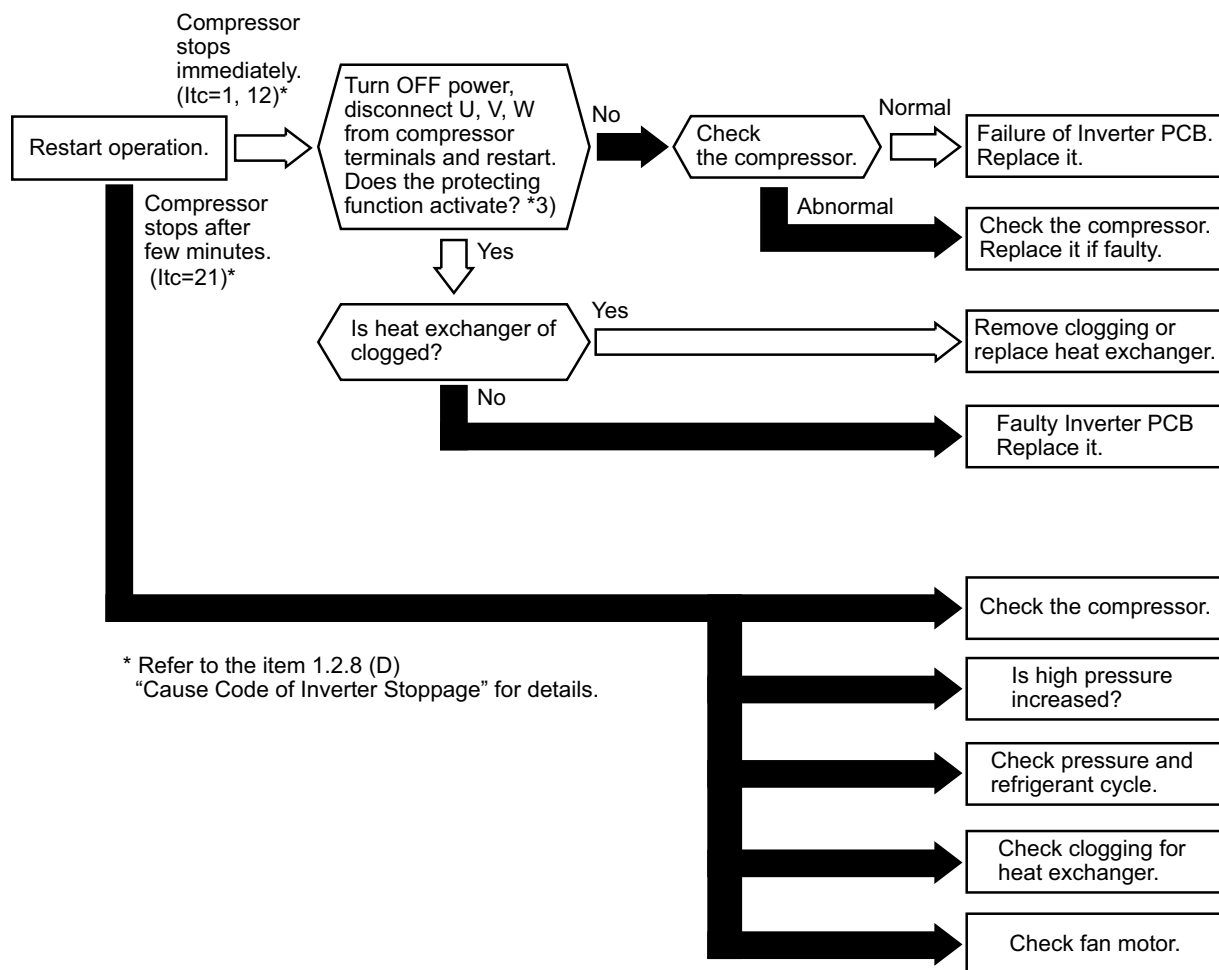 Compressor
stops
immediately.
(Itc=1, 12)*
Restart operation.
Turn OFF power,
disconnect U, V, W
from compressor
terminals and restart.
Does the protecting
function activate? *3)
No
Check
the compressor.
Normal
Failure of Inverter PCB.
Replace it.
Abnormal
Check the compressor.
Replace it if faulty.
Compressor
stops after
few minutes.
(Itc=21)*
Yes
Is heat exchanger of
clogged?
Yes
Remove clogging or
replace heat exchanger.
No
Faulty Inverter PCB
Replace it.
Check the compressor.
* Refer to the item 1.2.8 (D)
“Cause Code of Inverter Stoppage” for details.
Is high pressure
increased?
Check pressure and
refrigerant cycle.
Check clogging for
heat exchanger.
Check fan motor.